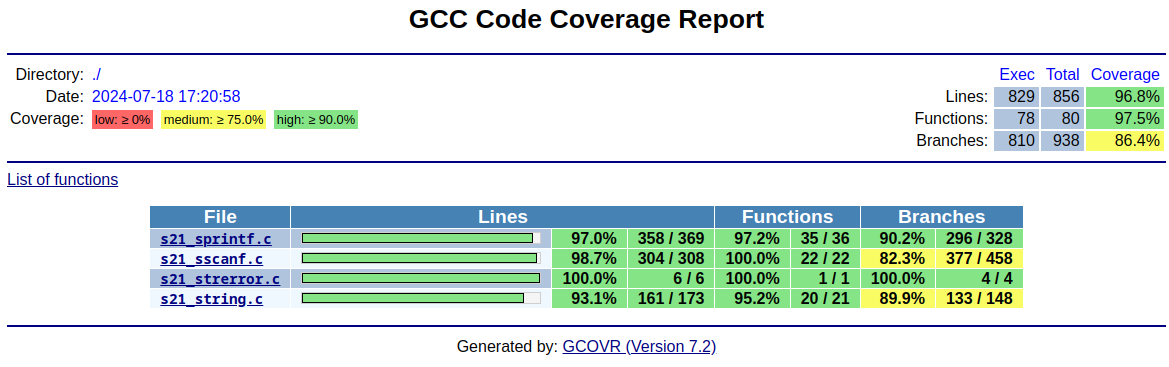 GCC Code Coverage Report
Directory: ./
Date: 2024-07-18 17:20:58
Coverage: low: ≥ 0% medium: ≥ 75.0% high: ≥ 90.0%
Exec Total Coverage
Lines: 829 856 96.8%
Functions: 78 80 97.5%
Branches: 810 938 86.4%
List of functions
File Lines Functions Branches
s21_sprintf.c 97.0% 358 / 369 97.2% 35 / 36 90.2% 296 / 328
s21_sscanf.c 98.7% 304 / 308 100.0% 22 / 22 82.3% 377 / 458
s21_strerror.c 100.0% 6 / 6 100.0% 1 / 1 100.0% 4 / 4
s21_string.c 93.1% 161 / 173 95.2% 20 / 21 89.9% 133 / 148
Generated by: GCOVR (Version 7.2)